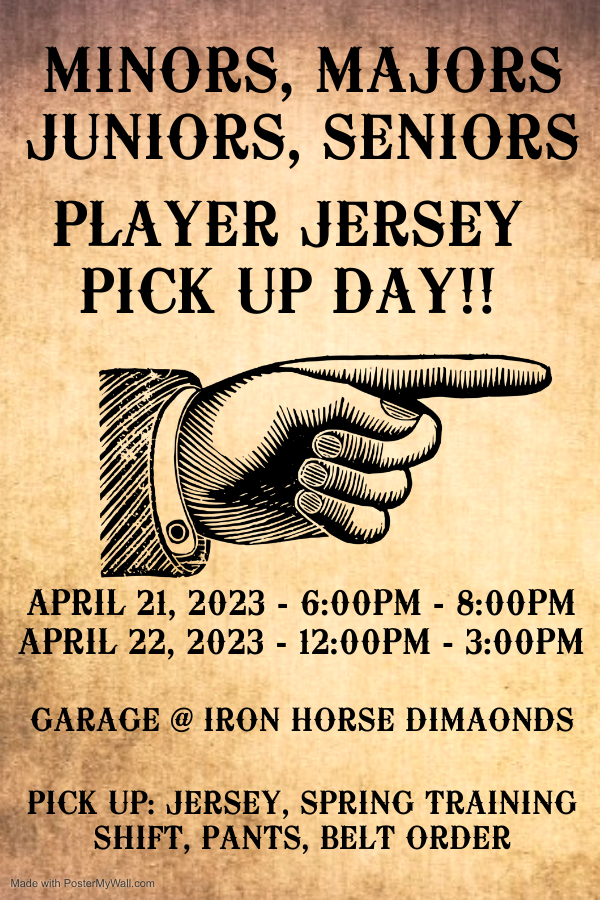 MINORS, MAJORS
JUNIORS, SENIORS
PLAYER JERSEY
PICK UP DAY!!
APRIL 21, 2023 - 6:00PM - 8:00PM
APRIL 22, 2023 - 12:00PM - 3:00PM
GARAGE @ IRON HORSE DIMAONDS
PICK UP: JERSEY, SPRING TRAINING
SHIFT, PANTS, BELT ORDER
Made with PosterMyWall.com